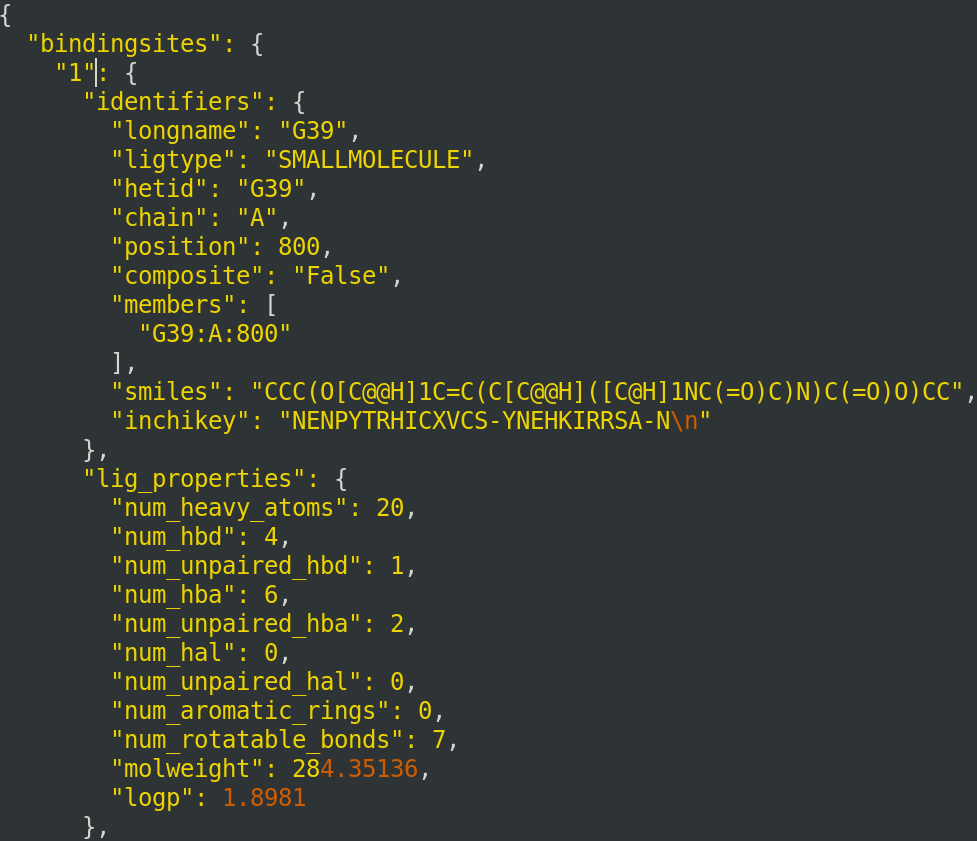 {
  "bindingsites": {
    "1": {
      "identifiers": {
        "longname": "G39",
        "ligtype": "SMALLMOLECULE",
        "hetid": "G39",
        "chain": "A",
        "position": 800,
        "composite": "False",
        "members": [
          "G39:A:800"
        ],
        "smiles": "CCC(O[C@@H]1C=C(C[C@@H]([C@H]1NC(=O)C)N)C(=O)O)CC",
        "inchikey": "NENPYTRHICXVCS-YNEHKIRRSA-N\n"
      },
      "lig_properties": {
        "num_heavy_atoms": 20,
        "num_hbd": 4,
        "num_unpaired_hbd": 1,
        "num_hba": 6,
        "num_unpaired_hba": 2,
        "num_hal": 0,
        "num_unpaired_hal": 0,
        "num_aromatic_rings": 0,
        "num_rotatable_bonds": 7,
        "molweight": 284.35136,
        "logp": 1.8981
      },